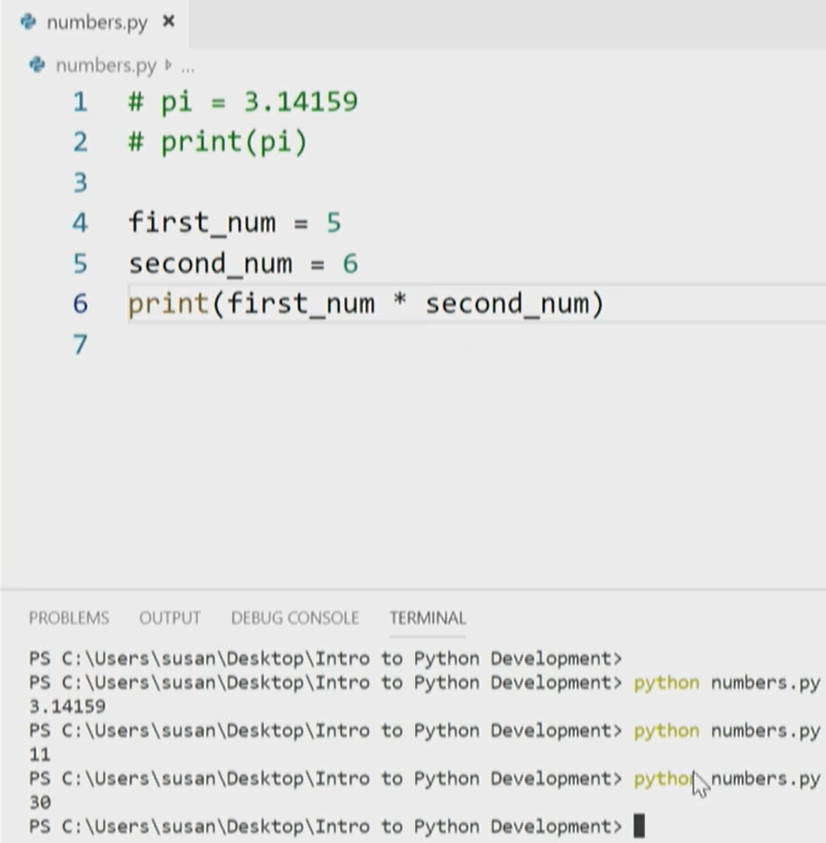 numbers.py ×
numbers.py ...
1 # pi = 3.14159
2 # print(pi)
3
4 first_num = 5
5 second_num = 6
6 print(first_num * second_num)
7
PROBLEMS OUTPUT DEBUG CONSOLE TERMINAL
PS C:\Users\susan\Desktop\Intro to Python Development>
PS C:\Users\susan\Desktop\Intro to Python Development> python numbers.py
3.14159
PS C:\Users\susan\Desktop\Intro to Python Development> python numbers.py
11
PS C:\Users\susan\Desktop\Intro to Python Development> python numbers.py
30
PS C:\Users\susan\Desktop\Intro to Python Development>